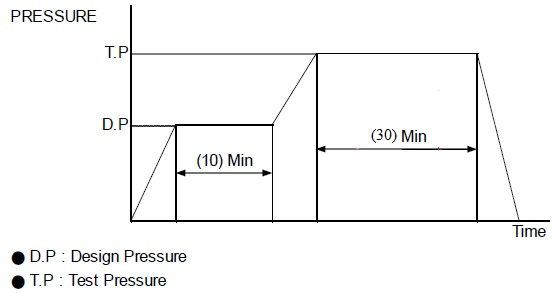 PRESSURE
T.P
D.P
(10) Min
(30) Min
Time
● D.P : Design Pressure
● T.P : Test Pressure